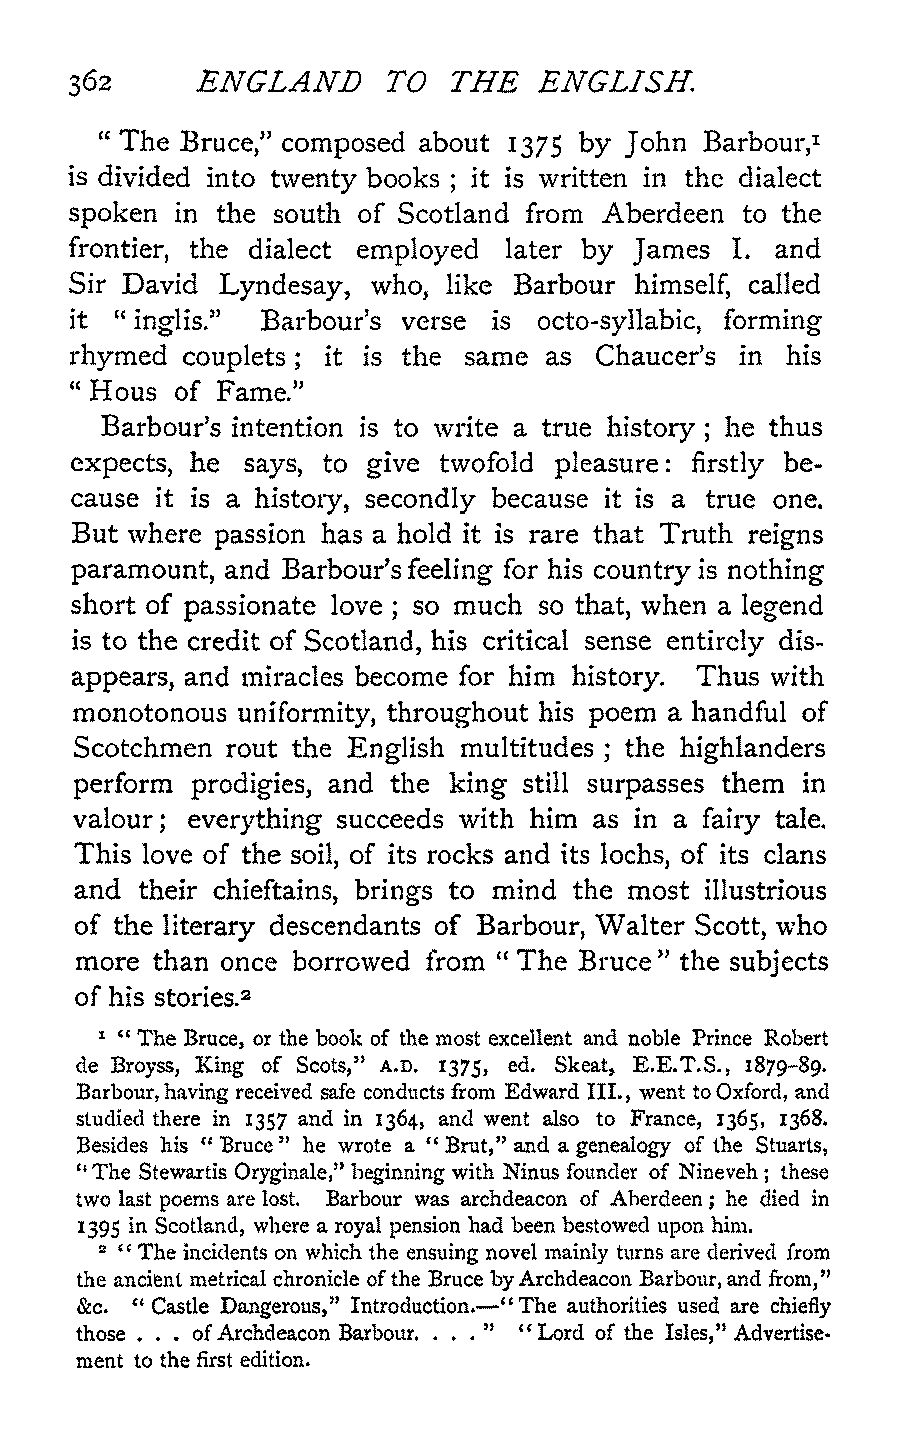 362 ENGLAND TO THE ENGLISH.
“ The Bruce,” composed about 1375 by John Barbour,¹
is divided into twenty books ; it is written in the dialect
spoken in the south of Scotland from Aberdeen to the
frontier, the dialect employed later by James I. and
Sir David Lyndesay, who, like Barbour himself, called
it “ inglis.” Barbour’s verse is octo-syllabic, forming
rhymed couplets ; it is the same as Chaucer’s in his
“ Hous of Fame.”
Barbour’s intention is to write a true history ; he thus
expects, he says, to give twofold pleasure : firstly be-
cause it is a history, secondly because it is a true one.
But where passion has a hold it is rare that Truth reigns
paramount, and Barbour’s feeling for his country is nothing
short of passionate love ; so much so that, when a legend
is to the credit of Scotland, his critical sense entirely dis-
appears, and miracles become for him history. Thus with
monotonous uniformity, throughout his poem a handful of
Scotchmen rout the English multitudes ; the highlanders
perform prodigies, and the king still surpasses them in
valour ; everything succeeds with him as in a fairy tale.
This love of the soil, of its rocks and its lochs, of its clans
and their chieftains, brings to mind the most illustrious
of the literary descendants of Barbour, Walter Scott, who
more than once borrowed from “ The Bruce ” the subjects
of his stories.²
¹ “ The Bruce, or the book of the most excellent and noble Prince Robert
de Broyss, King of Scots,” A.D. 1375, ed. Skeat, E.E.T.S., 1879–89.
Barbour, having received safe conducts from Edward III., went to Oxford, and
studied there in 1357 and in 1364, and went also to France, 1365, 1368.
Besides his “ Bruce ” he wrote a “ Brut,” and a genealogy of the Stuarts,
“ The Stewartis Oryginale,” beginning with Ninus founder of Nineveh ; these
two last poems are lost. Barbour was archdeacon of Aberdeen ; he died in
1395 in Scotland, where a royal pension had been bestowed upon him.
² “ The incidents on which the ensuing novel mainly turns are derived from
the ancient metrical chronicle of the Bruce by Archdeacon Barbour, and from,”
&c. “ Castle Dangerous,” Introduction.—“ The authorities used are chiefly
those . . . of Archdeacon Barbour. . . . ” “ Lord of the Isles,” Advertise-
ment to the first edition.